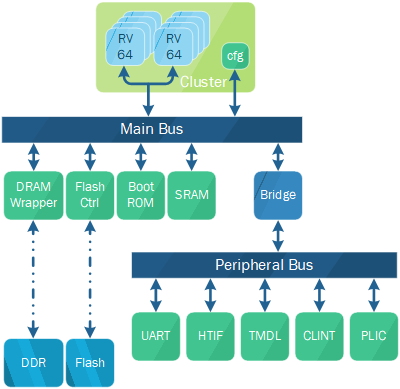 RV
64
RV
64
cfg
Cluster
Main Bus
DRAM
Wrapper
Flash
Ctrl
Boot
ROM
SRAM
Bridge
Peripheral Bus
UART
HTIF
TMDL
CLINT
PLIC
DDR
Flash